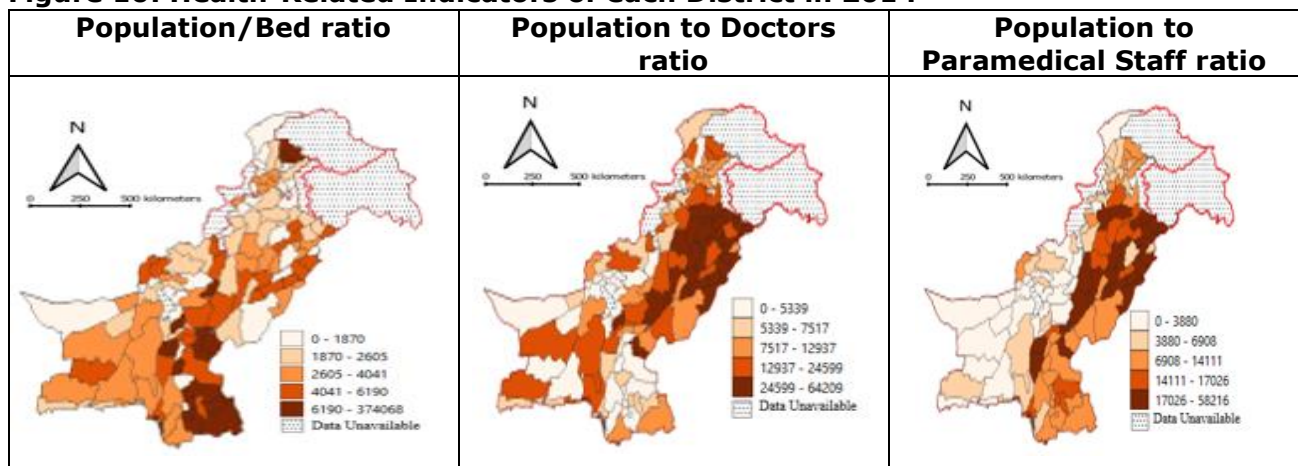 Figure Health-Related Indicators of each District in
Population/Bed ratio
Population to Doctors
ratio
Population to
Paramedical Staff ratio
N
0 250 500 kilometers
0 - 1870
1870 - 2605
2605 - 4041
4041 - 6190
6190 - 374068
Data Unavailable
N
0 250 500 kilometers
0 - 5339
5339 - 7517
7517 - 12937
12937 - 24599
24599 - 64209
Data Unavailable
N
0 250 500 kilometers
0 - 3880
3880 - 6908
6908 - 14111
14111 - 17026
17026 - 58216
Data Unavailable